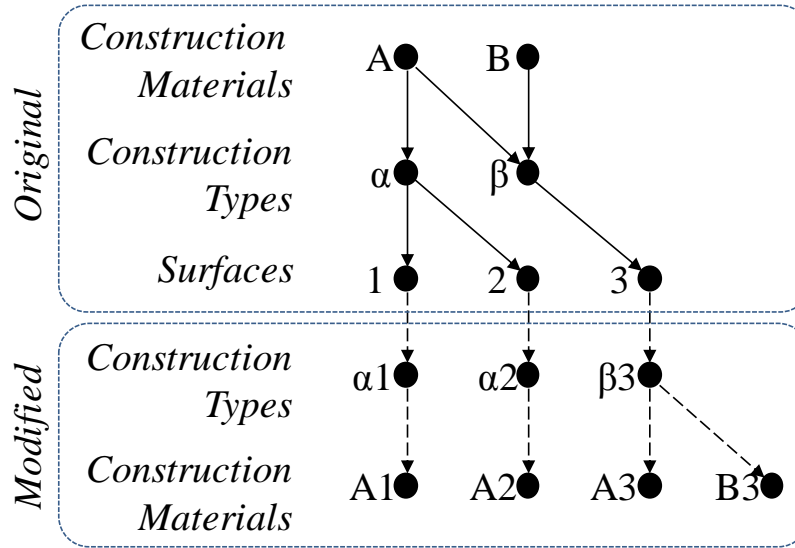 Original
Construction
Materials
A
B
Construction
Types
α
β
Surfaces
1
2
3
Modified
Construction
Types
α1
α2
β3
Construction
Materials
A1
A2
A3
B3